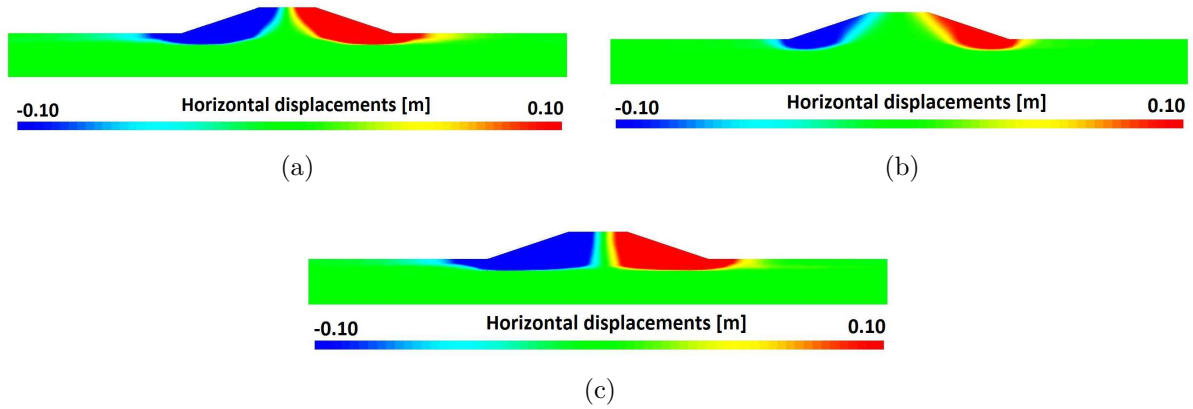 Horizontal displacements [m]
-0.10 0.10
(a)
Horizontal displacements [m]
-0.10 0.10
(b)
Horizontal displacements [m]
-0.10 0.10
(c)